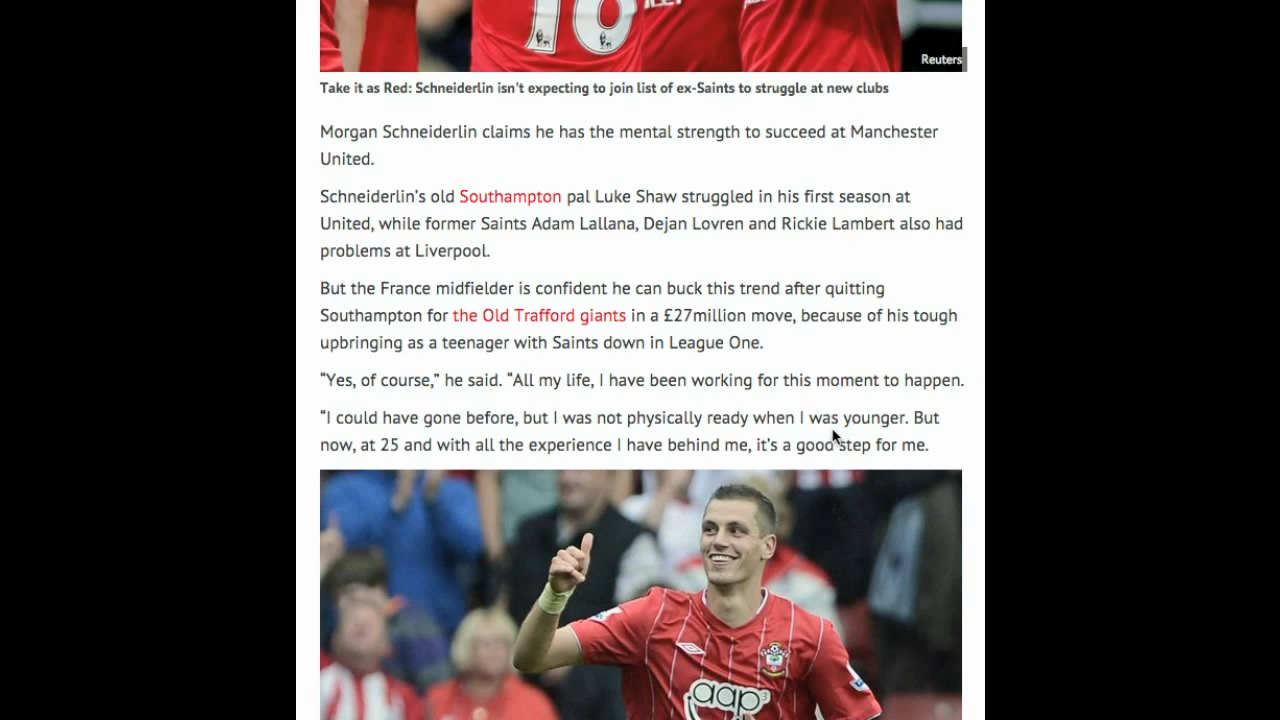 16
Reuters
Take it as Red: Schneiderlin isn’t expecting to join list of ex-Saints to struggle at new clubs
Morgan Schneiderlin claims he has the mental strength to succeed at Manchester
United.
Schneiderlin’s old Southampton pal Luke Shaw struggled in his first season at
United, while former Saints Adam Lallana, Dejan Lovren and Rickie Lambert also had
problems at Liverpool.
But the France midfielder is confident he can buck this trend after quitting
Southampton for the Old Trafford giants in a £27million move, because of his tough
upbringing as a teenager with Saints down in League One.
“Yes, of course,” he said. “All my life, I have been working for this moment to happen.
“I could have gone before, but I was not physically ready when I was younger. But
now, at 25 and with all the experience I have behind me, it’s a good step for me.
aap3